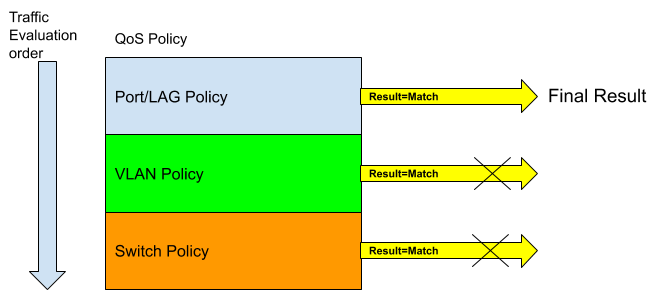 Traffic
Evaluation
order
QoS Policy
Port/LAG Policy
Result=Match
Final Result
VLAN Policy
Result=Match
Switch Policy
Result=Match